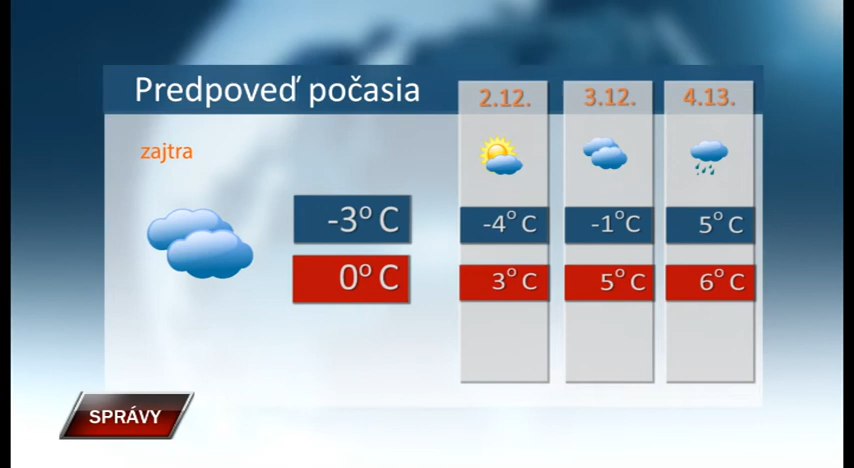 Predpoveď počasia
zajtra
-3° C
0° C
2.12. 3.12. 4.13.
-4° C -1°C 5° C
3° C 5° C 6° C
SPRÁVY